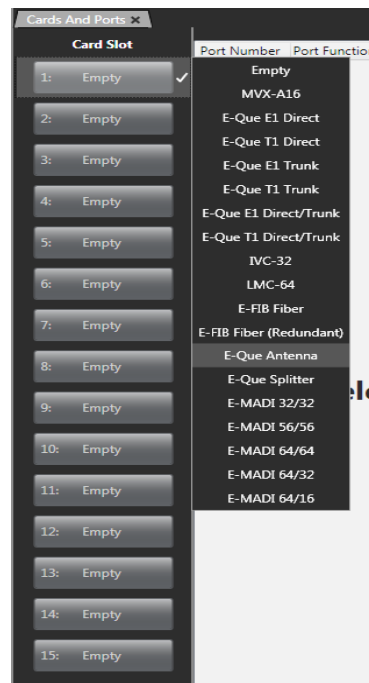 Cards And Ports ×
Card Slot
Port Number Port Functio
1: Empty ✓
2: Empty
3: Empty
4: Empty
5: Empty
6: Empty
7: Empty
8: Empty
9: Empty
10: Empty
11: Empty
12: Empty
13: Empty
14: Empty
15: Empty
Empty
MVX-A16
E-Que E1 Direct
E-Que T1 Direct
E-Que E1 Trunk
E-Que T1 Trunk
E-Que E1 Direct/Trunk
E-Que T1 Direct/Trunk
IVC-32
LMC-64
E-FIB Fiber
E-FIB Fiber (Redundant)
E-Que Antenna
E-Que Splitter
E-MADI 32/32
E-MADI 56/56
E-MADI 64/64
E-MADI 64/32
E-MADI 64/16